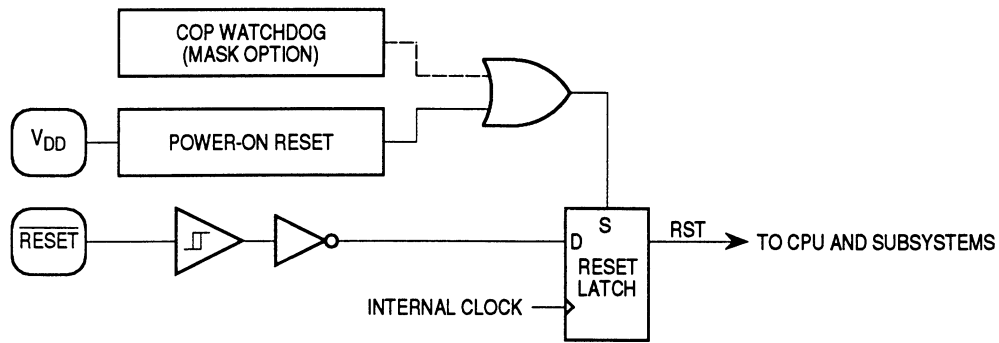 COP WATCHDOG
(MASK OPTION)
VDD
POWER-ON RESET
RESET
S
D
RST
TO CPU AND SUBSYSTEMS
RESET
LATCH
INTERNAL CLOCK